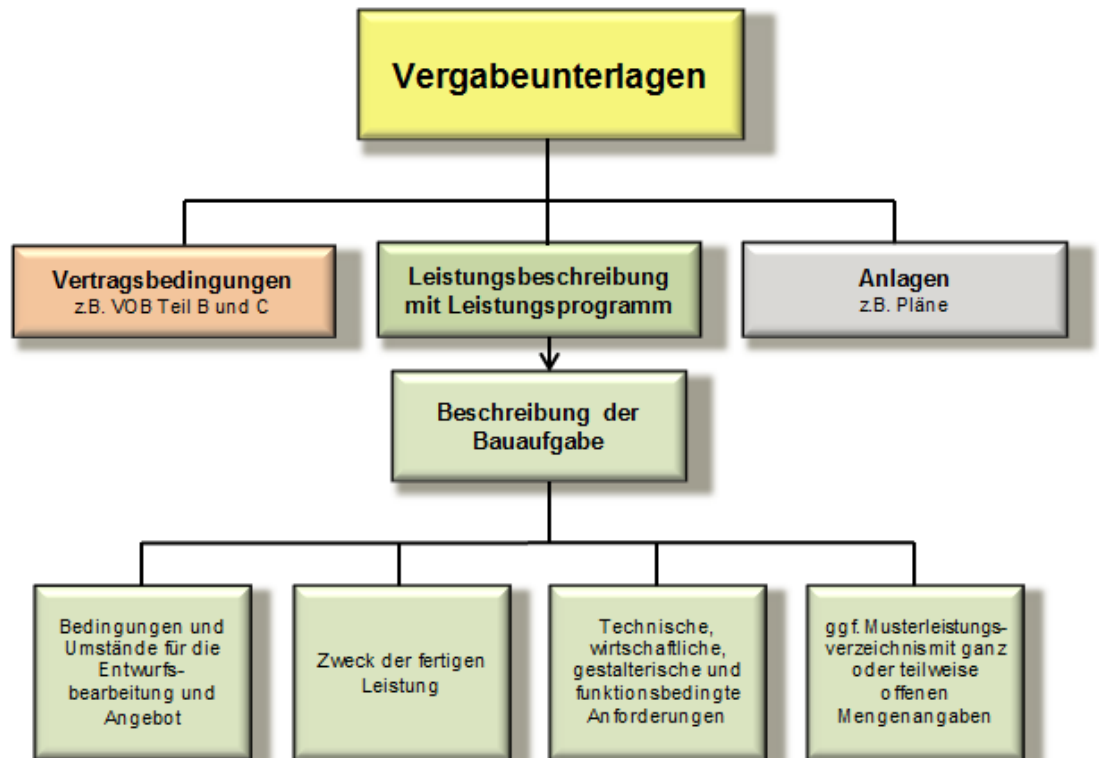 Vergabeunterlagen
Vertragsbedingungen
z.B. VOB Teil B und C
Leistungsbeschreibung
mit Leistungsprogramm
Anlagen
z.B. Pläne
Beschreibung der
Bauaufgabe
Bedingungen und
Umstände für die
Entwurfs-
bearbeitung und
Angebot
Zweck der fertigen
Leistung
Technische,
wirtschaftliche,
gestalterische und
funktionsbedingte
Anforderungen
ggf. Musterleistungs-
verzeichnis mit ganz
oder teilweise
offenen
Mengenangaben